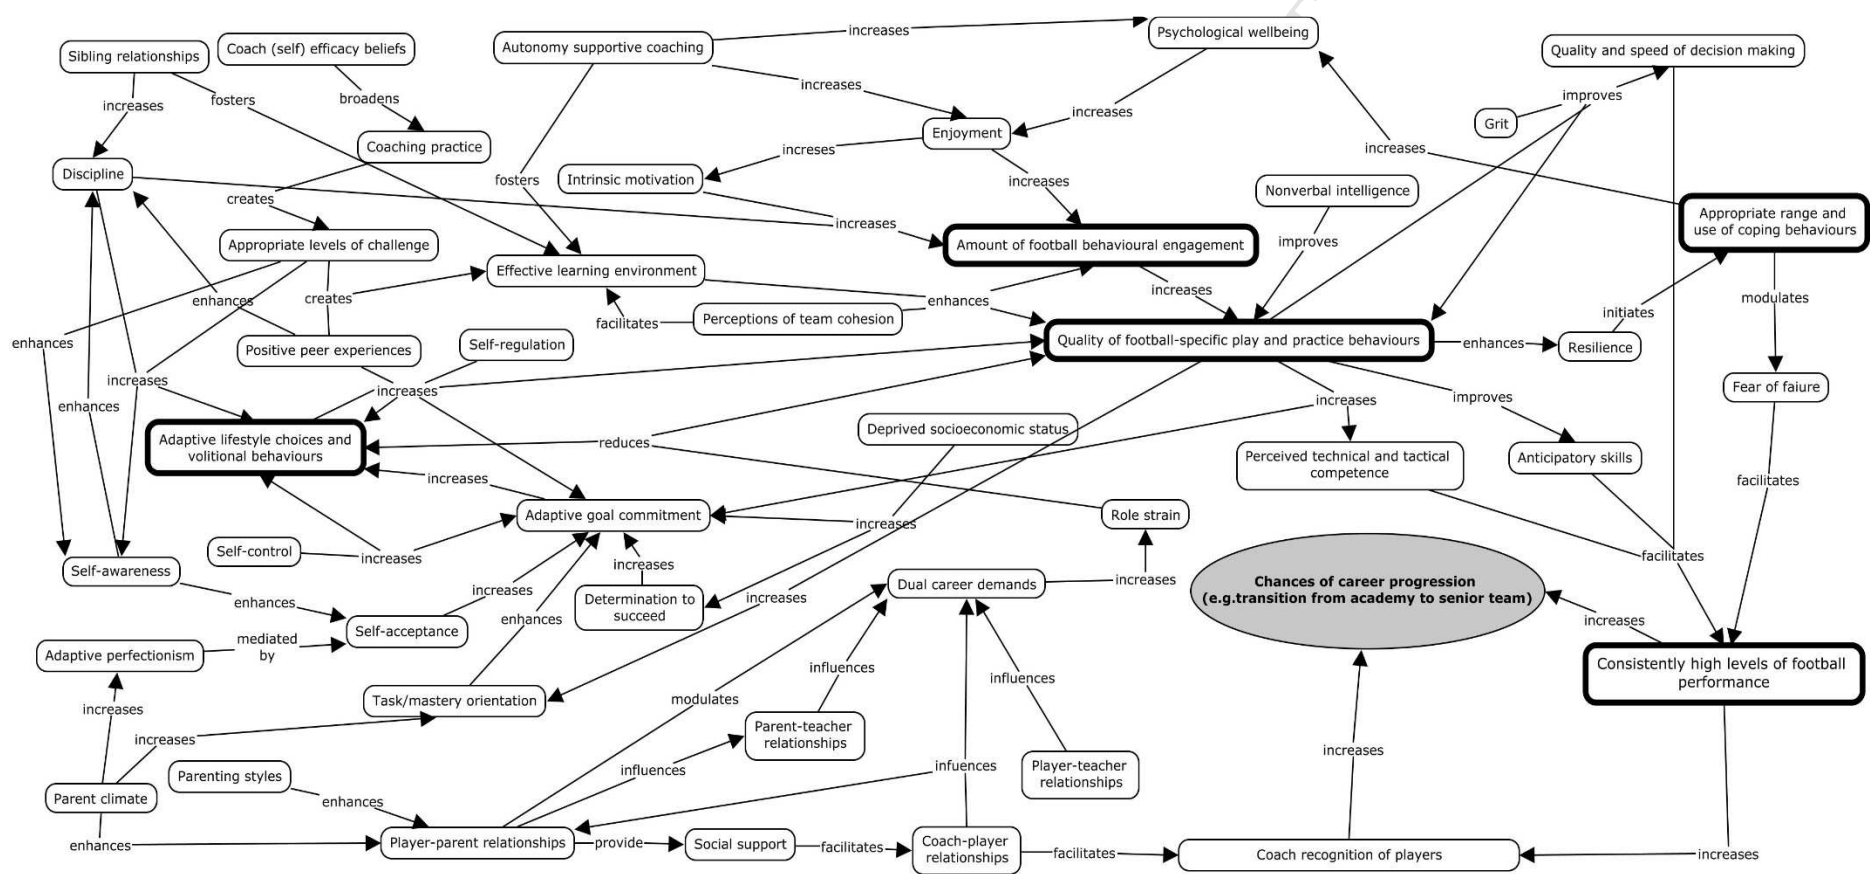 Sibling relationships
Coach (self) efficacy beliefs
Autonomy supportive coaching
increases
Psychological wellbeing
Quality and speed of decision making
increases
fosters
broadens
increases
increases
improves
Grit
Coaching practice
Enjoyment
increses
increases
Discipline
Intrinsic motivation
fosters
increases
Nonverbal intelligence
creates
increases
Appropriate range and
use of coping behaviours
Appropriate levels of challenge
Amount of football behavioural engagement
improves
Effective learning environment
enhances
creates
enhances
increases
modulates
facilitates
Perceptions of team cohesion
initiates
enhances
Positive peer experiences
Self-regulation
Quality of football-specific play and practice behaviours
enhances
Resilience
increases
increases
Fear of faiure
enhances
increases
improves
Adaptive lifestyle choices and
volitional behaviours
reduces
Deprived socioeconomic status
Perceived technical and tactical
competence
Anticipatory skills
increases
facilitates
Adaptive goal commitment
increases
Role strain
Self-control
increases
increases
facilitates
Self-awareness
Dual career demands
increases
Chances of career progression
(e.g.transition from academy to senior team)
enhances
increases
Determination to
succeed
increases
enhances
increases
Self-acceptance
mediated
by
Adaptive perfectionism
influences
influences
Consistently high levels of football
performance
Task/mastery orientation
modulates
increases
increases
Parent-teacher
relationships
increases
Parenting styles
influences
infuences
Player-teacher
relationships
Parent climate
enhances
enhances
Player-parent relationships
provide
Social support
facilitates
Coach-player
relationships
facilitates
Coach recognition of players
increases